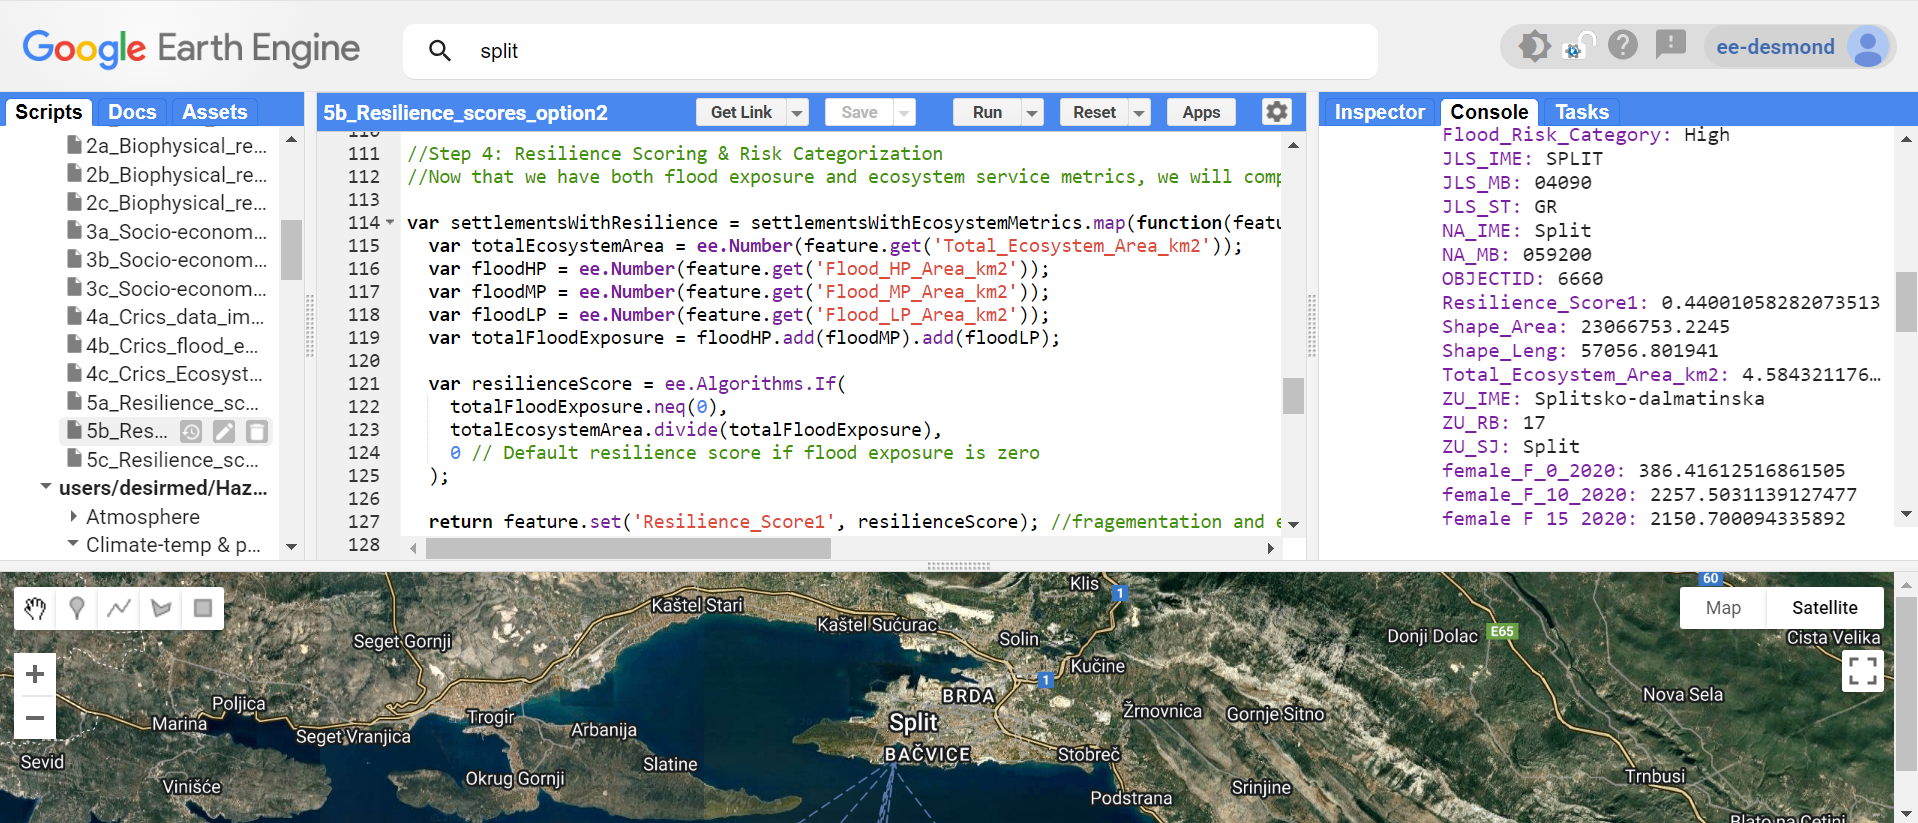 Google Earth Engine
split
ee-desmond
Scripts
Docs
Assets
2a_Biophysical_re...
2b_Biophysical_re...
2c_Biophysical_re...
3a_Socio-econom...
3b_Socio-econom...
3c_Socio-econom...
4a_Crics_data_im...
4b_Crics_flood_e...
4c_Crics_Ecosyst...
5a_Resilience_sc...
5b_Res...
5c_Resilience_sc...
users/desirmed/Haz...
Atmosphere
Climate-temp & p...
5b_Resilience_scores_option2
Get Link
Save
Run
Reset
Apps
110
111 //Step 4: Resilience Scoring & Risk Categorization
112 //Now that we have both flood exposure and ecosystem service metrics, we will comp
113
114 var settlementsWithResilience = settlementsWithEcosystemMetrics.map(function(featu
115 var totalEcosystemArea = ee.Number(feature.get('Total_Ecosystem_Area_km2'));
116 var floodHP = ee.Number(feature.get('Flood_HP_Area_km2'));
117 var floodMP = ee.Number(feature.get('Flood_MP_Area_km2'));
118 var floodLP = ee.Number(feature.get('Flood_LP_Area_km2'));
119 var totalFloodExposure = floodHP.add(floodMP).add(floodLP);
120
121 var resilienceScore = ee.Algorithms.If(
122 totalFloodExposure.neq(0),
123 totalEcosystemArea.divide(totalFloodExposure),
124 0 // Default resilience score if flood exposure is zero
125 );
126
127 return feature.set('Resilience_Score1', resilienceScore); //fragementation and e
128
Inspector
Console
Tasks
Flood_Risk_Category: High
JLS_IME: SPLIT
JLS_MB: 04090
JLS_ST: GR
NA_IME: Split
NA_MB: 059200
OBJECTID: 6660
Resilience_Score1: 0.44001058282073513
Shape_Area: 23066753.2245
Shape_Leng: 57056.801941
Total_Ecosystem_Area_km2: 4.584321176...
ZU_IME: Splitsko-dalmatinska
ZU_RB: 17
ZU_SJ: Split
female_F_0_2020: 386.41612516861505
female_F_10_2020: 2257.5031139127477
female_F_15_2020: 2150.700094335892
Map
Satellite
60
Klis
1
Kaštel Stari
Kaštel Sućurac
Seget Gornji
Solin
Donji Dolac
E65
Cista Velika
Kučine
1
BRDA
Nova Sela
Poljica
Marina
Trogir
Žrnovnica
Gornje Sitno
Split
Arbanija
Seget Vranjica
BAČVICE
Stobreč
Sevid
Slatine
Okrug Gornji
Trnbusi
Vinišće
Srinjine
Podstrana
Blato na Cetini